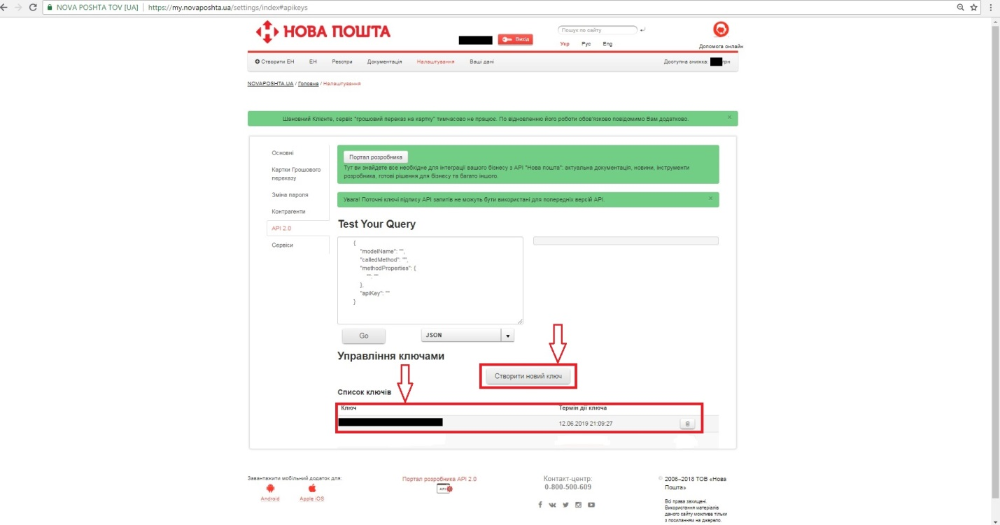 NOVA POSHTA TOV [UA] https://my.novaposhta.ua/settings/index#apikeys
НОВА ПОШТА
Вихід
Пошук по сайту
Укр Рус Eng
Допомога онлайн
Створити ЕН ЕН Реєстри Документація Налаштування Ваші дані Доступна знижка: грн
NOVAPOSHTA.UA / Головна / Налаштування
Шановний Клієнте, сервіс "грошовий переказ на картку" тимчасово не працює. По відновленню його роботи обов'язково повідомимо Вам додатково. ×
Основні
Картки Грошового
переказу
Зміна пароля
Контрагенти
API 2.0
Сервіси
Портал розробника
Тут ви знайдете все необхідне для інтеграції вашого бізнесу з API "Нова пошта": актуальна документація, новини, інструменти
розробника, готові рішення для бізнесу та багато іншого.
Увага! Поточні ключі підпису API запитів не можуть бути використані для попередніх версій API. ×
Test Your Query
{
"modelName": "",
"calledMethod": "",
"methodProperties": {
"": ""
},
"apiKey": ""
}
Go JSON
Управління ключами
Створити новий ключ
Список ключів
Ключ Термін дії ключа
12.06.2019 21:09:27
Завантажити мобільний додаток для:
Android Apple iOS
Портал розробника API 2.0
API
Контакт-центр:
0-800-500-609
© 2006–2018 ТОВ «Нова
Пошта»
Всі права захищені.
Використання матеріалів
даного сайту можливе тільки
з посиланням на джерело.